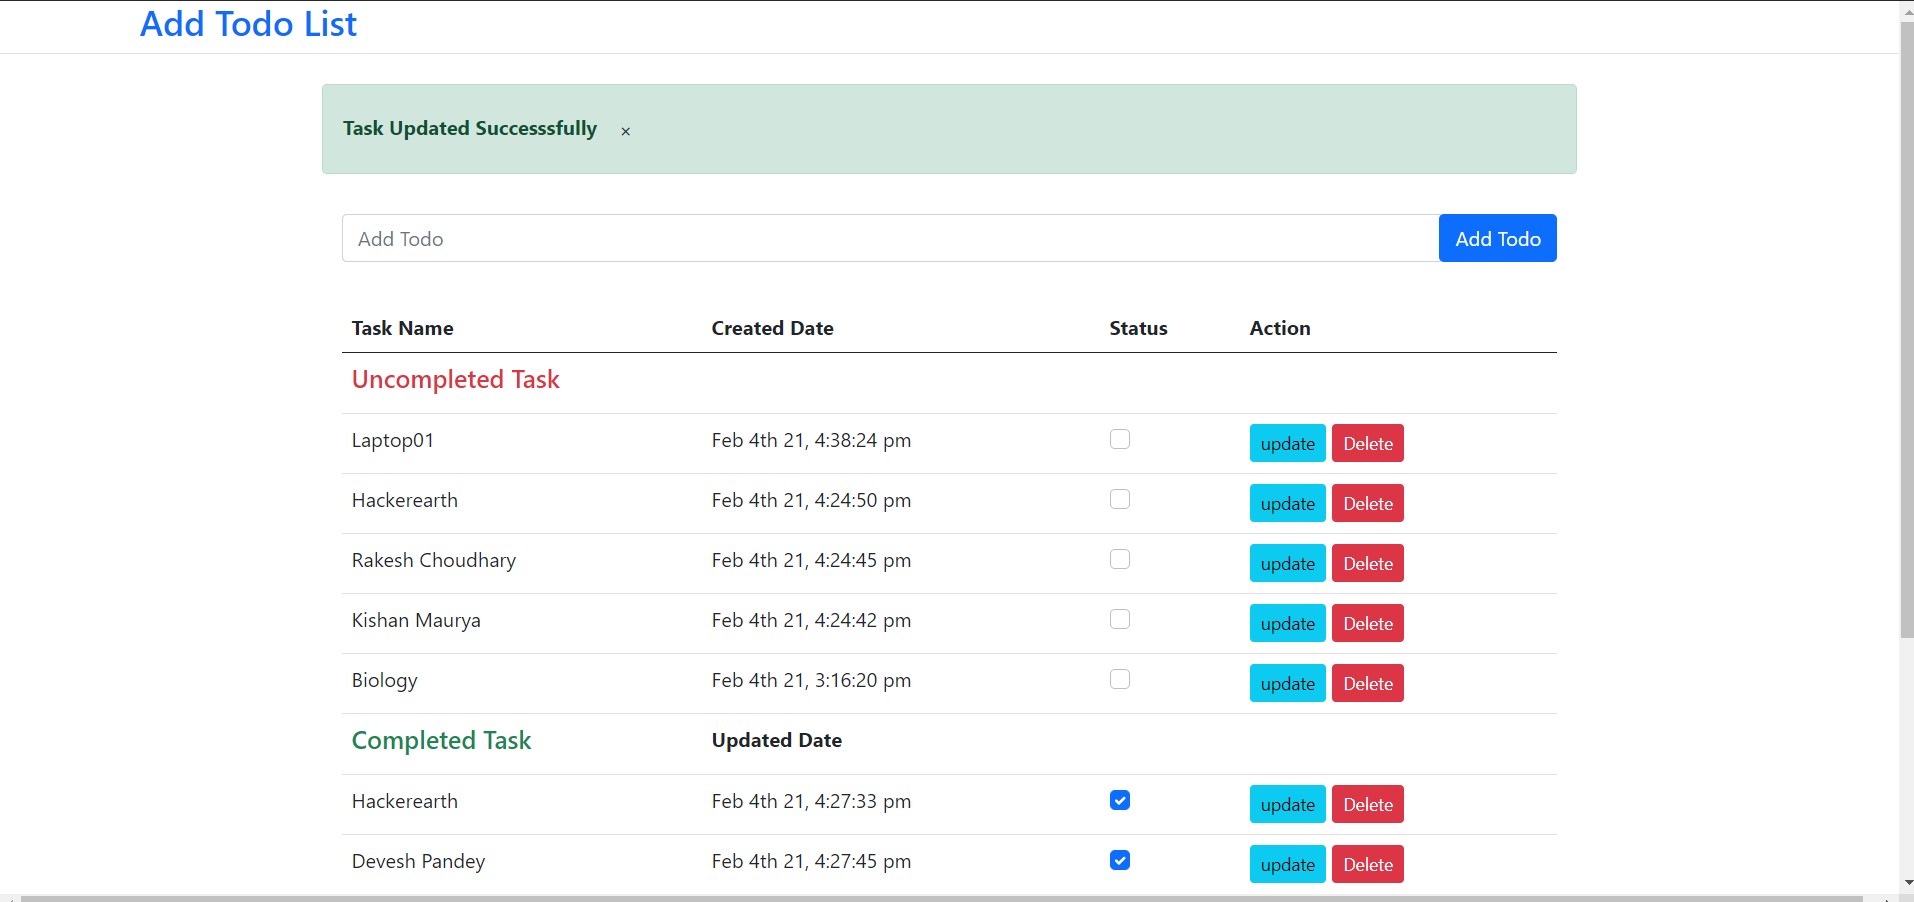 Add Todo List
Task Updated Successsfully ×
Add Todo Add Todo
Task Name Created Date Status Action
Uncompleted Task
Laptop01 Feb 4th 21, 4:38:24 pm update Delete
Hackerearth Feb 4th 21, 4:24:50 pm update Delete
Rakesh Choudhary Feb 4th 21, 4:24:45 pm update Delete
Kishan Maurya Feb 4th 21, 4:24:42 pm update Delete
Biology Feb 4th 21, 3:16:20 pm update Delete
Completed Task Updated Date
Hackerearth Feb 4th 21, 4:27:33 pm update Delete
Devesh Pandey Feb 4th 21, 4:27:45 pm update Delete